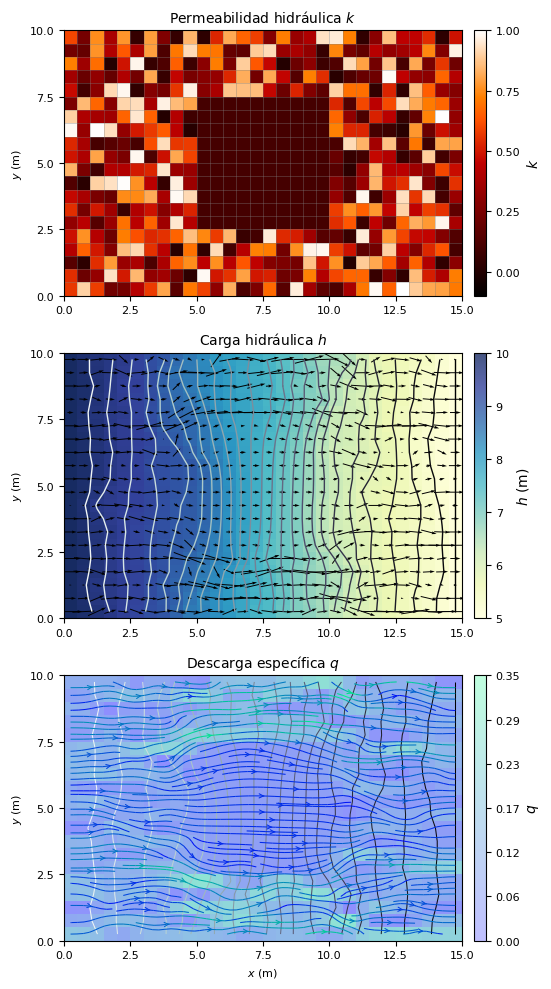 Permeabilidad hidráulica k
10.0
7.5
5.0
2.5
0.0
y (m)
0.0 2.5 5.0 7.5 10.0 12.5 15.0
1.00
0.75
0.50
0.25
0.00
k
Carga hidráulica h
10.0
7.5
5.0
2.5
0.0
y (m)
0.0 2.5 5.0 7.5 10.0 12.5 15.0
10
9
8
7
6
5
h (m)
Descarga específica q
10.0
7.5
5.0
2.5
0.0
y (m)
0.0 2.5 5.0 7.5 10.0 12.5 15.0
x (m)
0.35
0.29
0.23
0.17
0.12
0.06
0.00
q